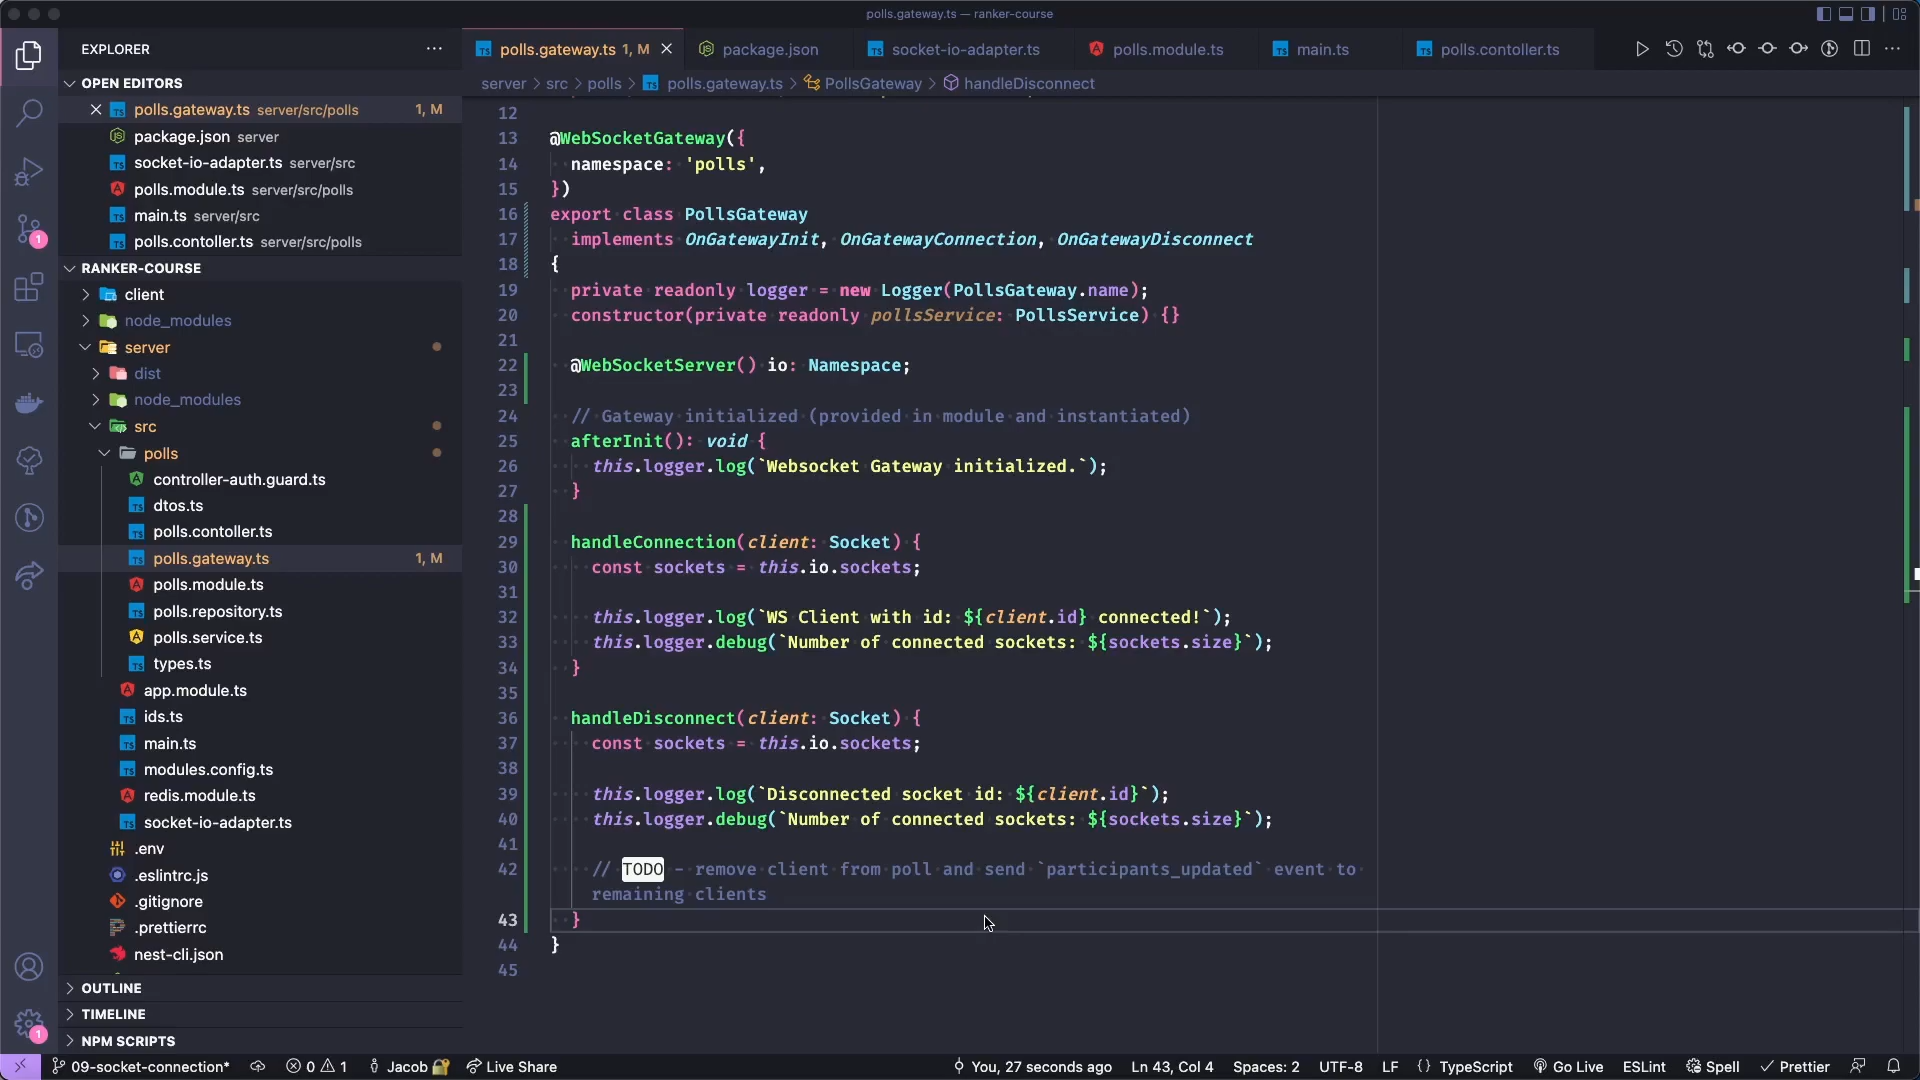 polls.gateway.ts — ranker-course
EXPLORER
polls.gateway.ts 1, M
package.json
socket-io-adapter.ts
polls.module.ts
main.ts
polls.contoller.ts
server > src > polls > polls.gateway.ts > PollsGateway > handleDisconnect
OPEN EDITORS
polls.gateway.ts server/src/polls 1, M
package.json server
socket-io-adapter.ts server/src
polls.module.ts server/src/polls
main.ts server/src
polls.contoller.ts server/src/polls
RANKER-COURSE
client
node_modules
server
dist
node_modules
src
polls
controller-auth.guard.ts
dtos.ts
polls.contoller.ts
polls.gateway.ts 1, M
polls.module.ts
polls.repository.ts
polls.service.ts
types.ts
app.module.ts
ids.ts
main.ts
modules.config.ts
redis.module.ts
socket-io-adapter.ts
.env
.eslintrc.js
.gitignore
.prettierrc
nest-cli.json
OUTLINE
TIMELINE
NPM SCRIPTS
1
1
12
13 @WebSocketGateway({
14 namespace: 'polls',
15 })
16 export class PollsGateway
17 implements OnGatewayInit, OnGatewayConnection, OnGatewayDisconnect
18 {
19 private readonly logger = new Logger(PollsGateway.name);
20 constructor(private readonly pollsService: PollsService) {}
21
22 @WebSocketServer() io: Namespace;
23
24 // Gateway initialized (provided in module and instantiated)
25 afterInit(): void {
26 this.logger.log(`Websocket Gateway initialized.`);
27 }
28
29 handleConnection(client: Socket) {
30 const sockets = this.io.sockets;
31
32 this.logger.log(`WS Client with id: ${client.id} connected!`);
33 this.logger.debug(`Number of connected sockets: ${sockets.size}`);
34 }
35
36 handleDisconnect(client: Socket) {
37 const sockets = this.io.sockets;
38
39 this.logger.log(`Disconnected socket id: ${client.id}`);
40 this.logger.debug(`Number of connected sockets: ${sockets.size}`);
41
42 // TODO - remove client from poll and send `participants_updated` event to
remaining clients
43 }
44 }
45
09-socket-connection* 0 1 Jacob Live Share You, 27 seconds ago Ln 43, Col 4 Spaces: 2 UTF-8 LF {} TypeScript Go Live ESLint Spell Prettier